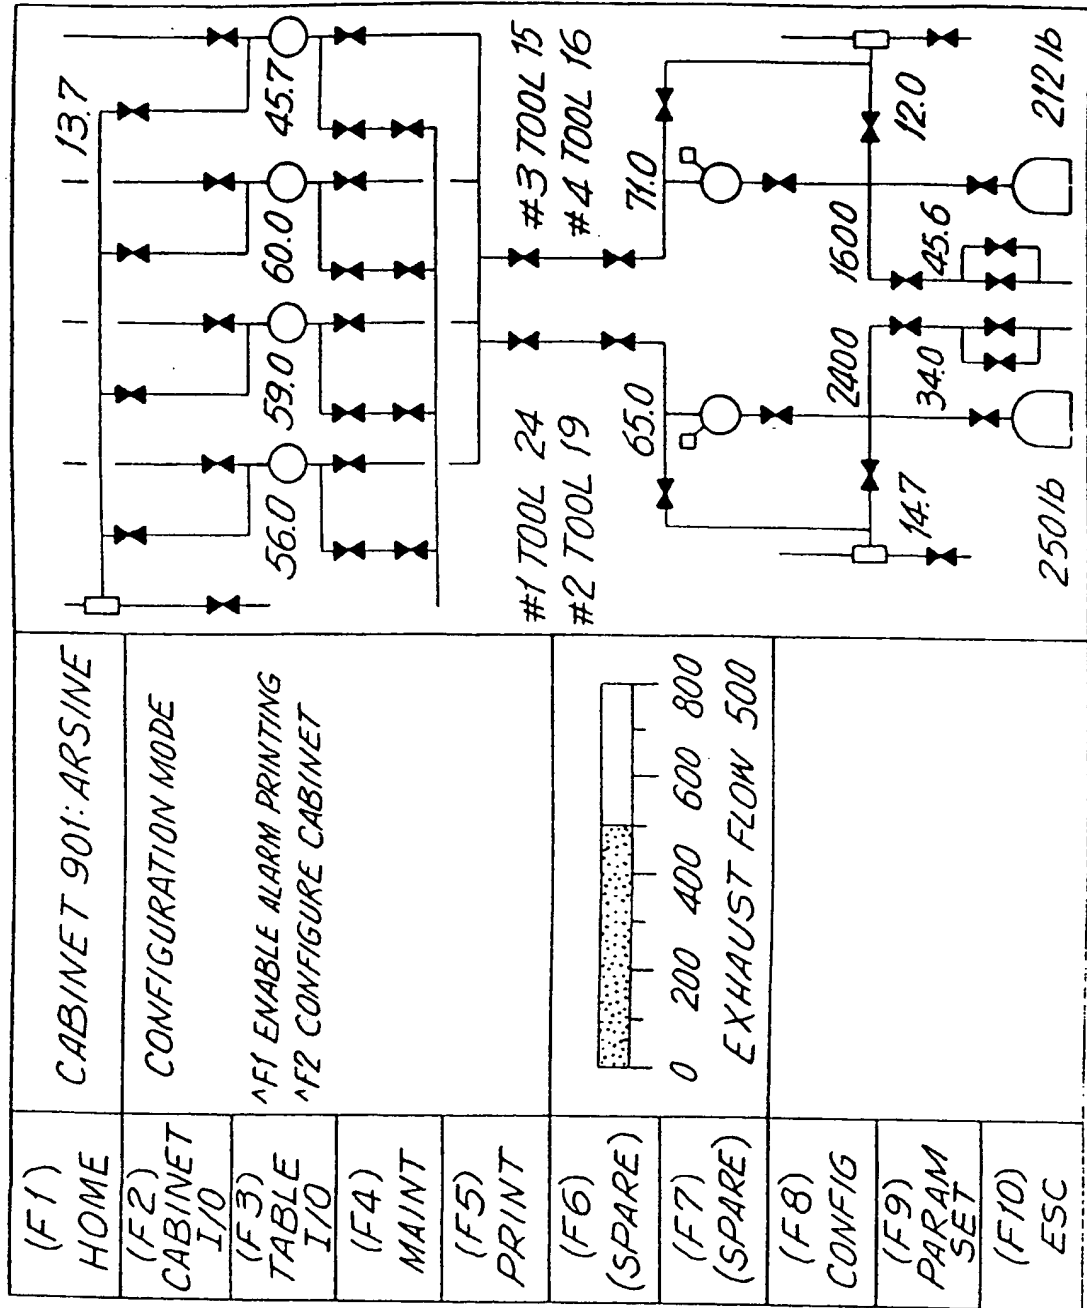 (F1)
HOME
(F2)
CABINET
I/O
(F3)
TABLE
I/O
(F4)
MAINT
(F5)
PRINT
(F6)
(SPARE)
(F7)
(SPARE)
(F8)
CONFIG
(F9)
PARAM
SET
(F10)
ESC
CABINET 901: ARSINE
CONFIGURATION MODE
^F1 ENABLE ALARM PRINTING
^F2 CONFIGURE CABINET
0 200 400 600 800
EXHAUST FLOW 500
13.7
56.0 59.0 60.0 45.7
#1 TOOL 24 #3 TOOL 15
#2 TOOL 19 #4 TOOL 16
65.0 71.0
2400 1600
14.7 34.0 45.6 12.0
250 lb 212 lb